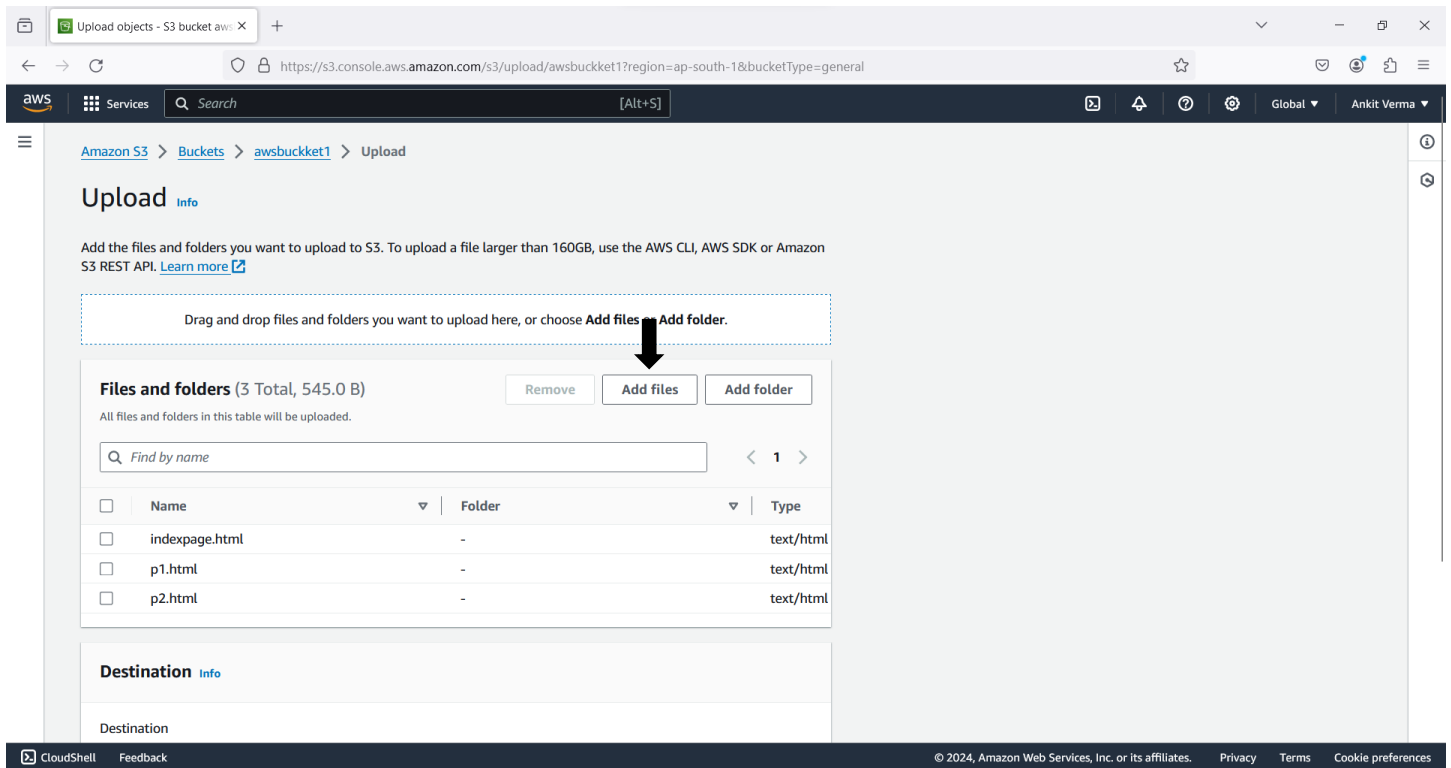 Upload objects - S3 bucket aws
https://s3.console.aws.amazon.com/s3/upload/awsbuckket1?region=ap-south-1&bucketType=general
aws Services Search [Alt+S] Global Ankit Verma
Amazon S3 > Buckets > awsbuckket1 > Upload
Upload Info
Add the files and folders you want to upload to S3. To upload a file larger than 160GB, use the AWS CLI, AWS SDK or Amazon
S3 REST API. Learn more
Drag and drop files and folders you want to upload here, or choose Add files or Add folder.
Files and folders (3 Total, 545.0 B) Remove Add files Add folder
All files and folders in this table will be uploaded.
Find by name < 1 >
Name Folder Type
indexpage.html - text/html
p1.html - text/html
p2.html - text/html
Destination Info
Destination
CloudShell Feedback © 2024, Amazon Web Services, Inc. or its affiliates. Privacy Terms Cookie preferences